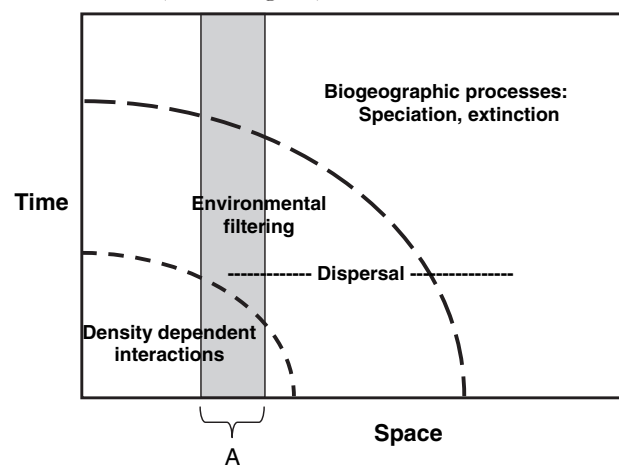 Biogeographic processes:
Speciation, extinction
Time
Environmental
filtering
Dispersal
Density dependent
interactions
Space
A